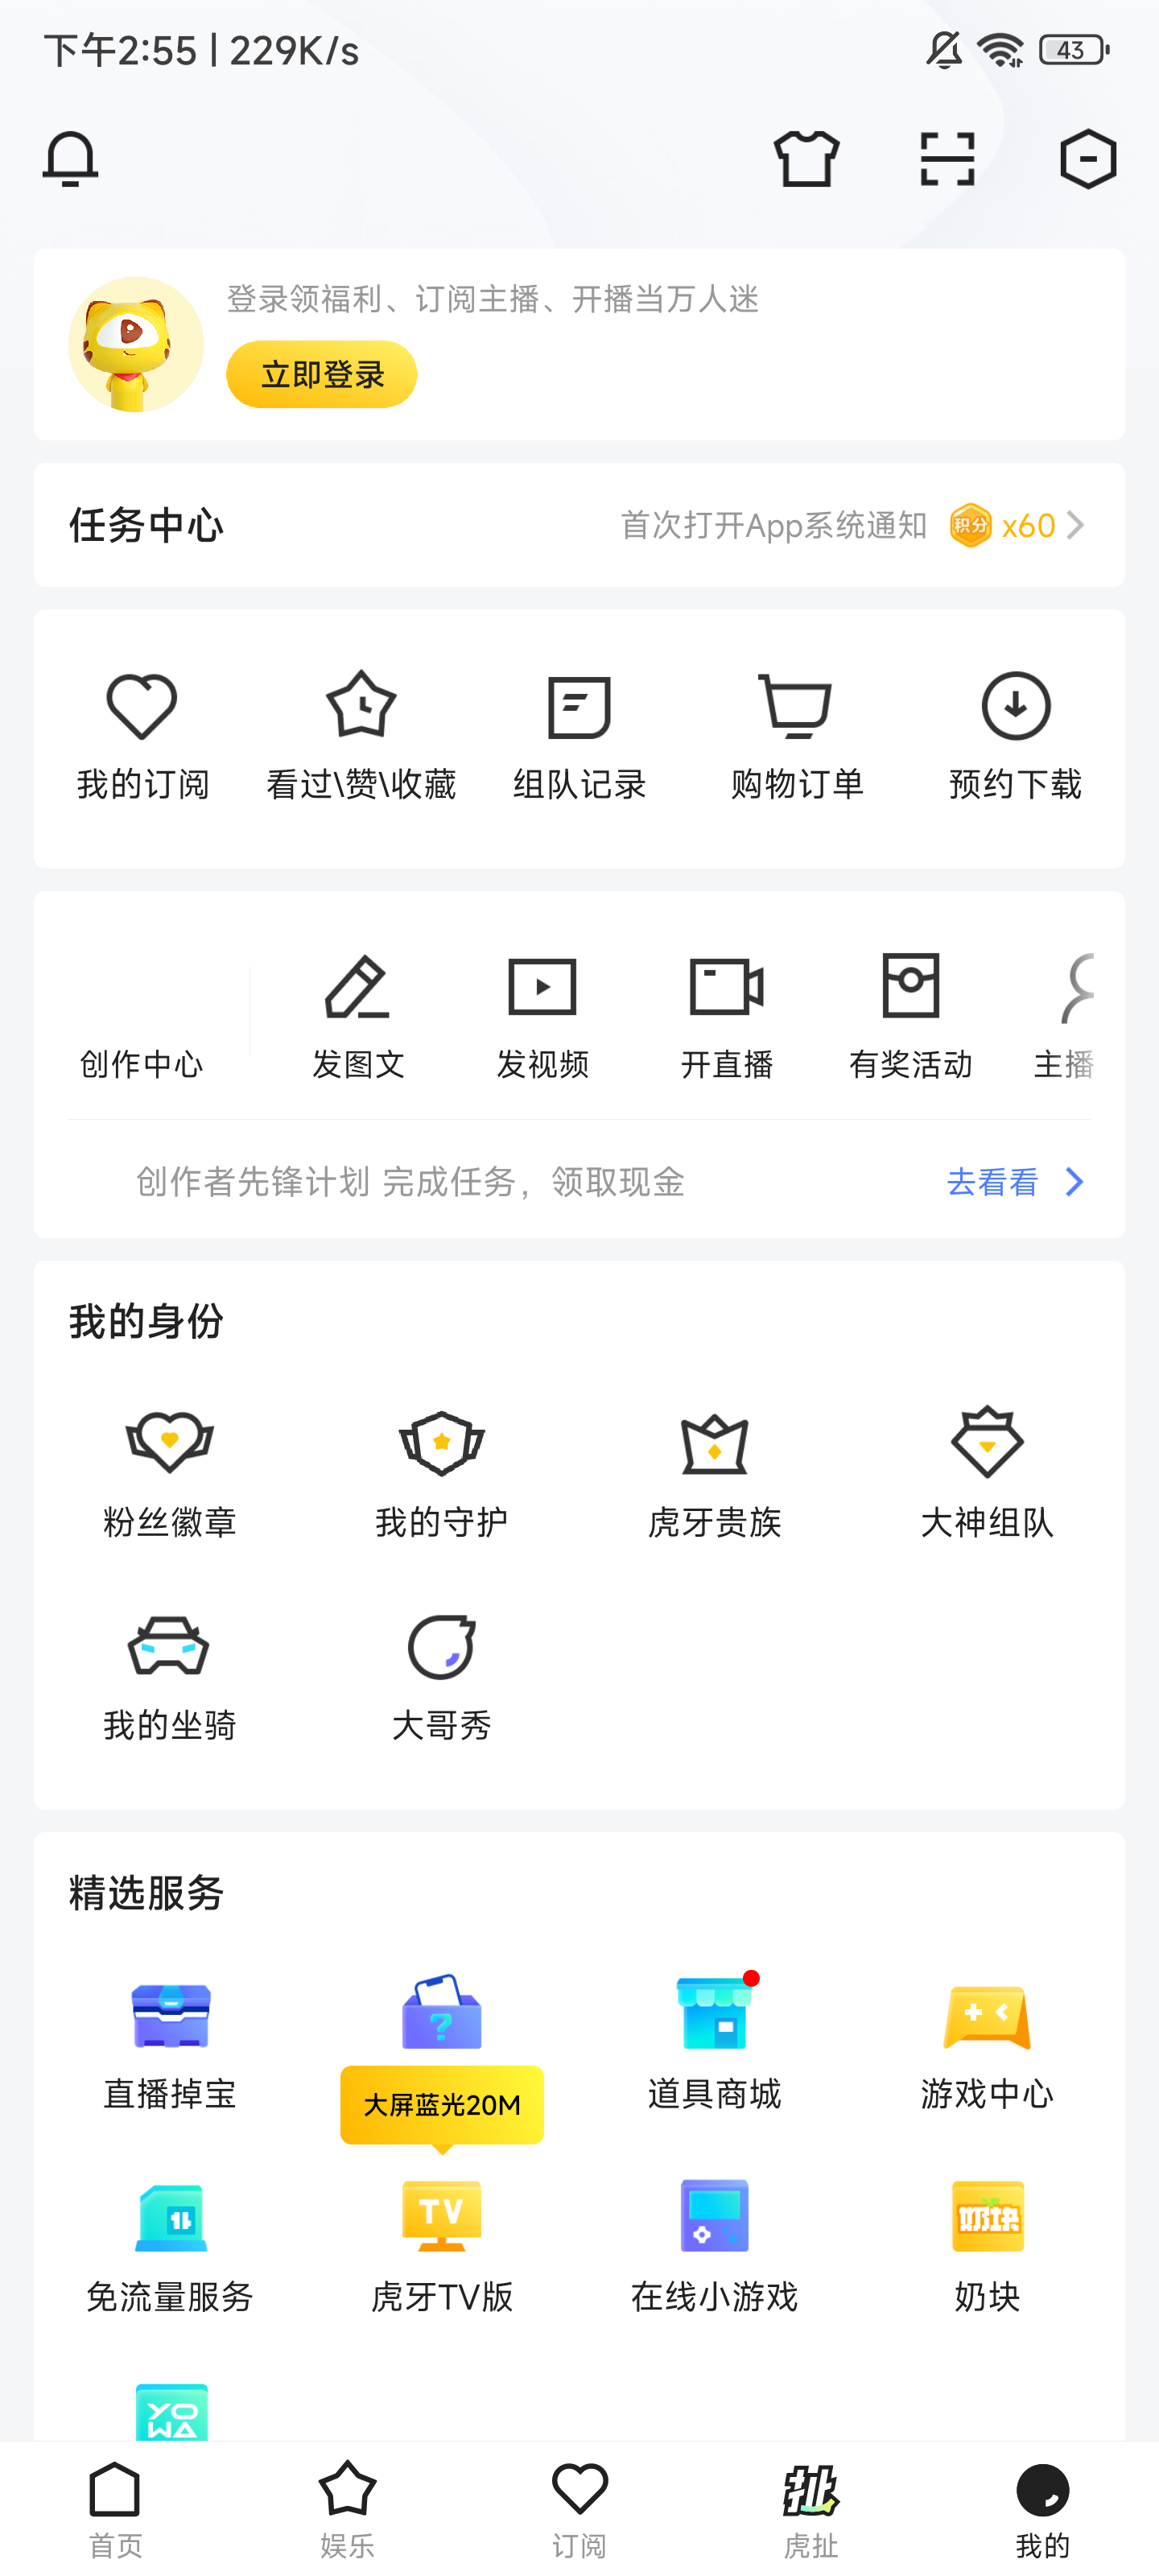 下午2:55 | 229K/s
43
登录领福利、订阅主播、开播当万人迷
立即登录
任务中心
首次打开App系统通知 积分 x60
我的订阅 看过\赞\收藏 组队记录 购物订单 预约下载
创作中心 发图文 发视频 开直播 有奖活动 主播
创作者先锋计划 完成任务，领取现金 去看看
我的身份
粉丝徽章 我的守护 虎牙贵族 大神组队
我的坐骑 大哥秀
精选服务
直播掉宝 道具商城 游戏中心
大屏蓝光20M
TV
奶块
免流量服务 虎牙TV版 在线小游戏 奶块
YO
WA
扯
首页 娱乐 订阅 虎扯 我的